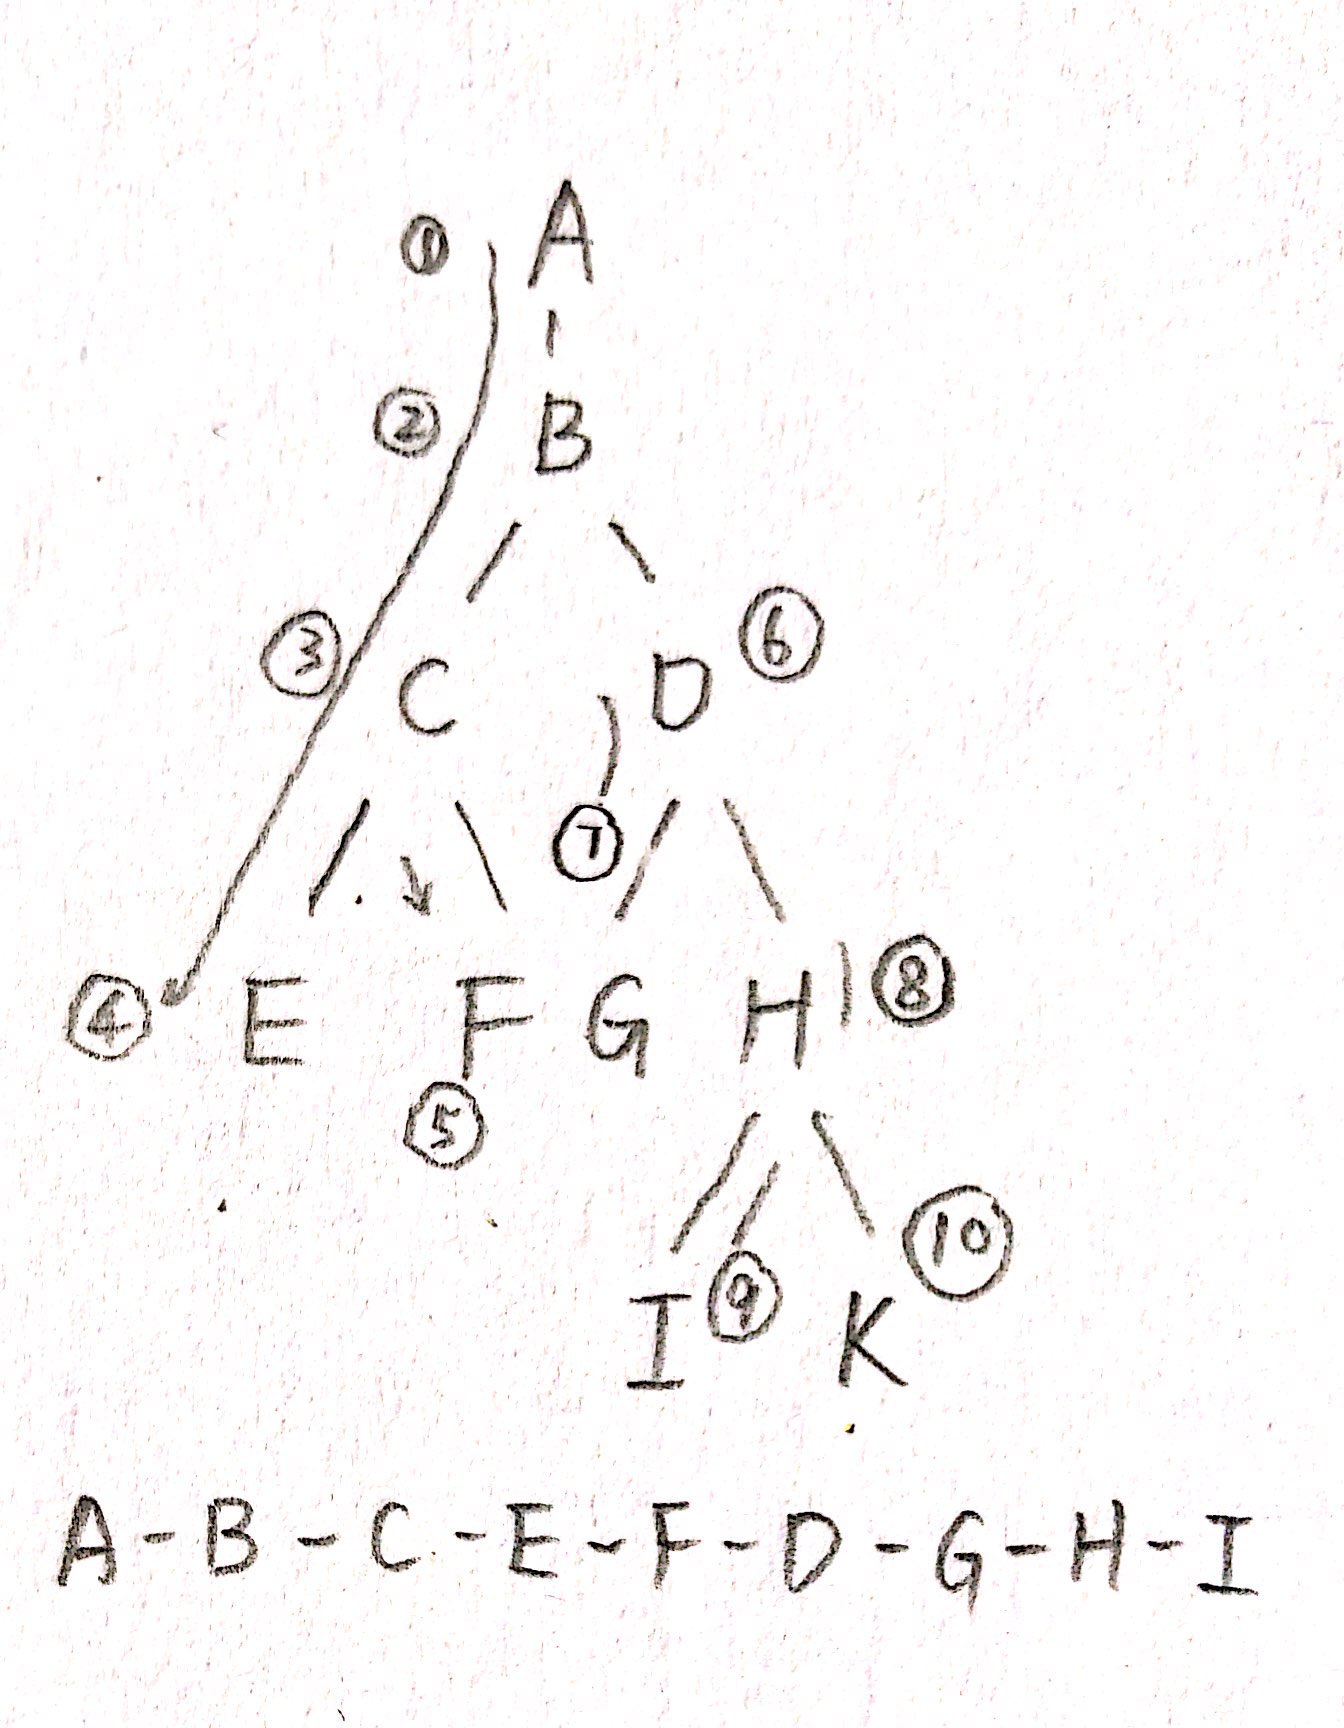 ① A
② B
③ C D ⑥
⑦
④ E F G H ⑧
⑤
I ⑨ K ⑩
A-B-C-E-F-D-G-H-I